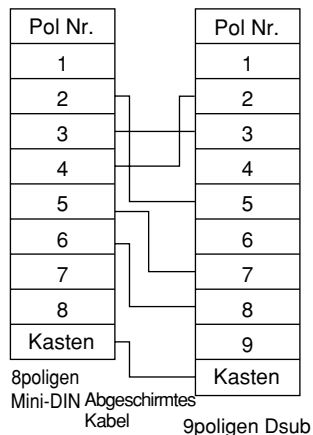 Pol Nr.
1
2
3
4
5
6
7
8
Kasten
8poligen
Mini-DIN
Abgeschirmtes
Kabel
Pol Nr.
1
2
3
4
5
6
7
8
9
Kasten
9poligen Dsub